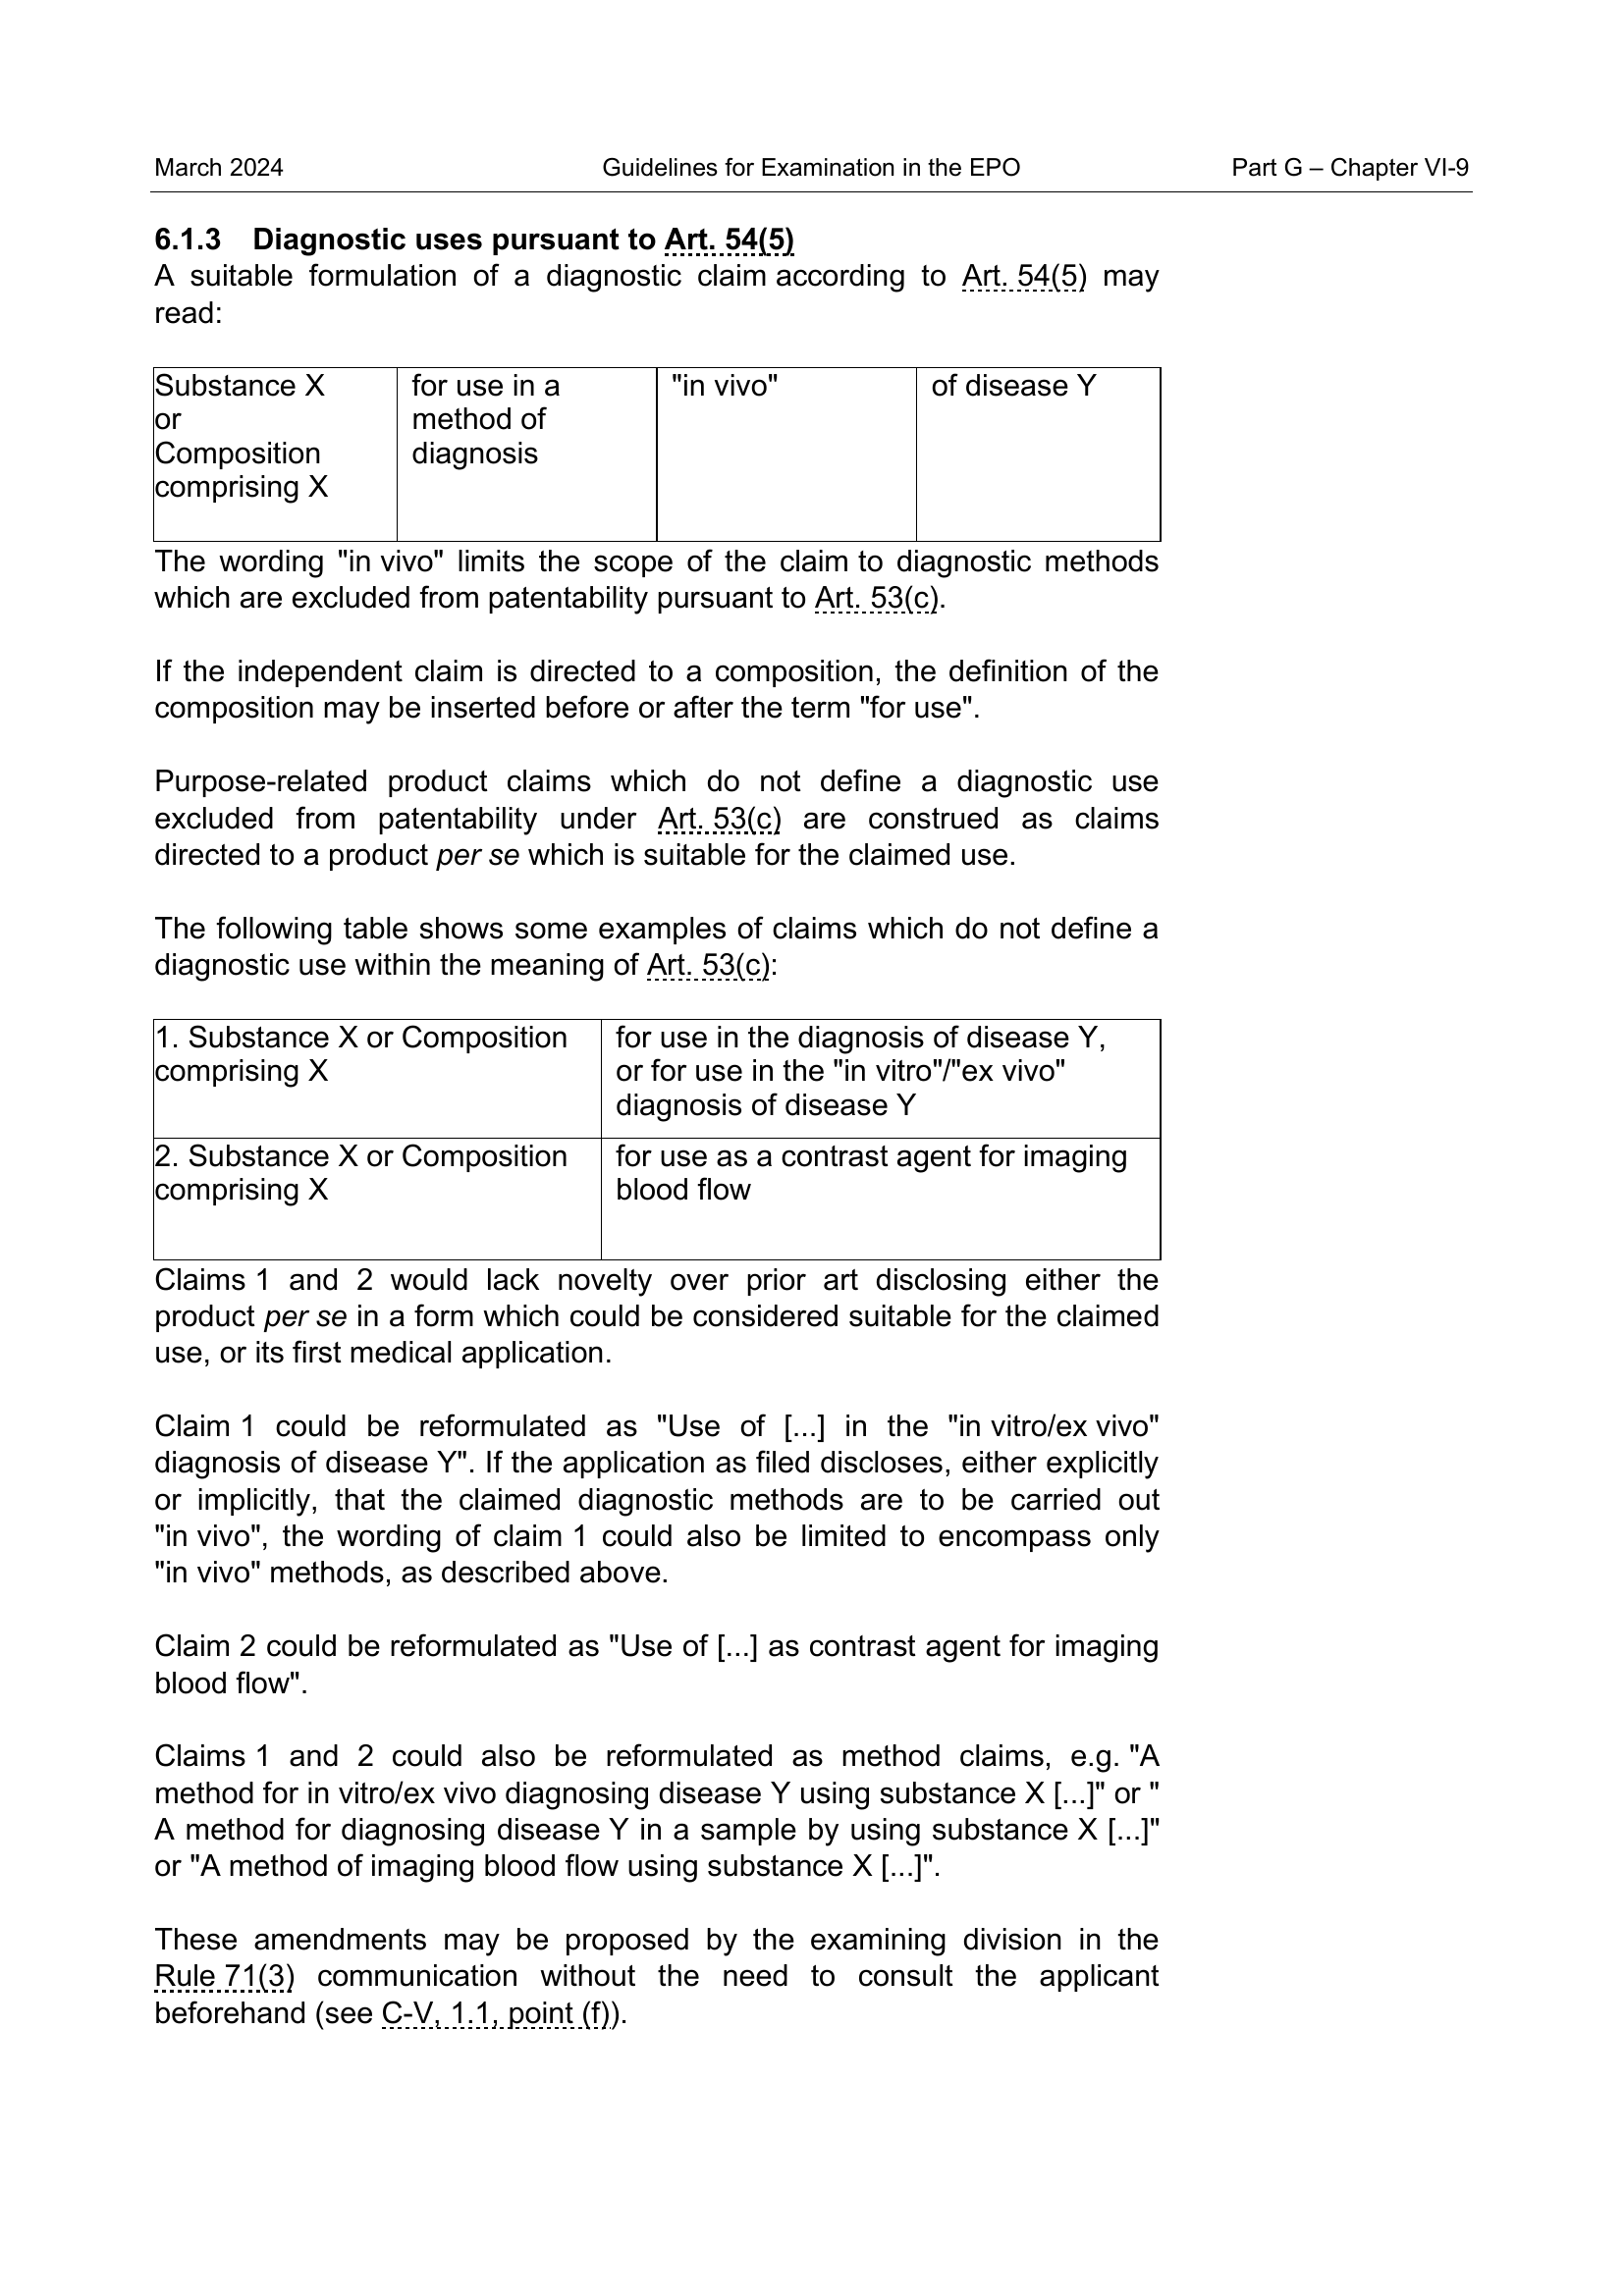 March 2024 Guidelines for Examination in the EPO Part G – Chapter VI-9
6.1.3 Diagnostic uses pursuant to Art. 54(5)
A suitable formulation of a diagnostic claim according to Art. 54(5) may
read:
Substance X
or
Composition
comprising X
for use in a
method of
diagnosis
"in vivo"
of disease Y
The wording "in vivo" limits the scope of the claim to diagnostic methods
which are excluded from patentability pursuant to Art. 53(c).
If the independent claim is directed to a composition, the definition of the
composition may be inserted before or after the term "for use".
Purpose-related product claims which do not define a diagnostic use
excluded from patentability under Art. 53(c) are construed as claims
directed to a product per se which is suitable for the claimed use.
The following table shows some examples of claims which do not define a
diagnostic use within the meaning of Art. 53(c):
1. Substance X or Composition
comprising X
for use in the diagnosis of disease Y,
or for use in the "in vitro"/"ex vivo"
diagnosis of disease Y
2. Substance X or Composition
comprising X
for use as a contrast agent for imaging
blood flow
Claims 1 and 2 would lack novelty over prior art disclosing either the
product per se in a form which could be considered suitable for the claimed
use, or its first medical application.
Claim 1 could be reformulated as "Use of [...] in the "in vitro/ex vivo"
diagnosis of disease Y". If the application as filed discloses, either explicitly
or implicitly, that the claimed diagnostic methods are to be carried out
"in vivo", the wording of claim 1 could also be limited to encompass only
"in vivo" methods, as described above.
Claim 2 could be reformulated as "Use of [...] as contrast agent for imaging
blood flow".
Claims 1 and 2 could also be reformulated as method claims, e.g. "A
method for in vitro/ex vivo diagnosing disease Y using substance X [...]" or "
A method for diagnosing disease Y in a sample by using substance X [...]"
or "A method of imaging blood flow using substance X [...]".
These amendments may be proposed by the examining division in the
Rule 71(3) communication without the need to consult the applicant
beforehand (see C-V, 1.1, point (f)).